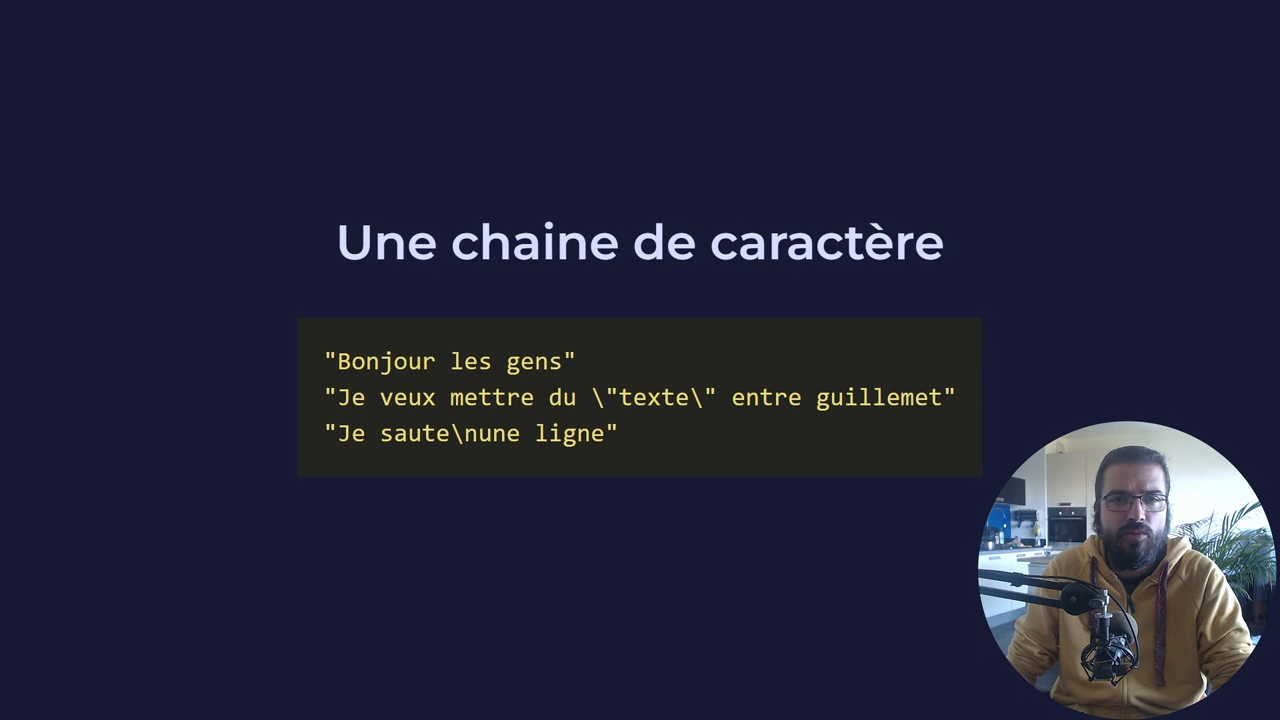 Une chaine de caractère
"Bonjour les gens"
"Je veux mettre du \"texte\" entre guillemet"
"Je saute\nune ligne"